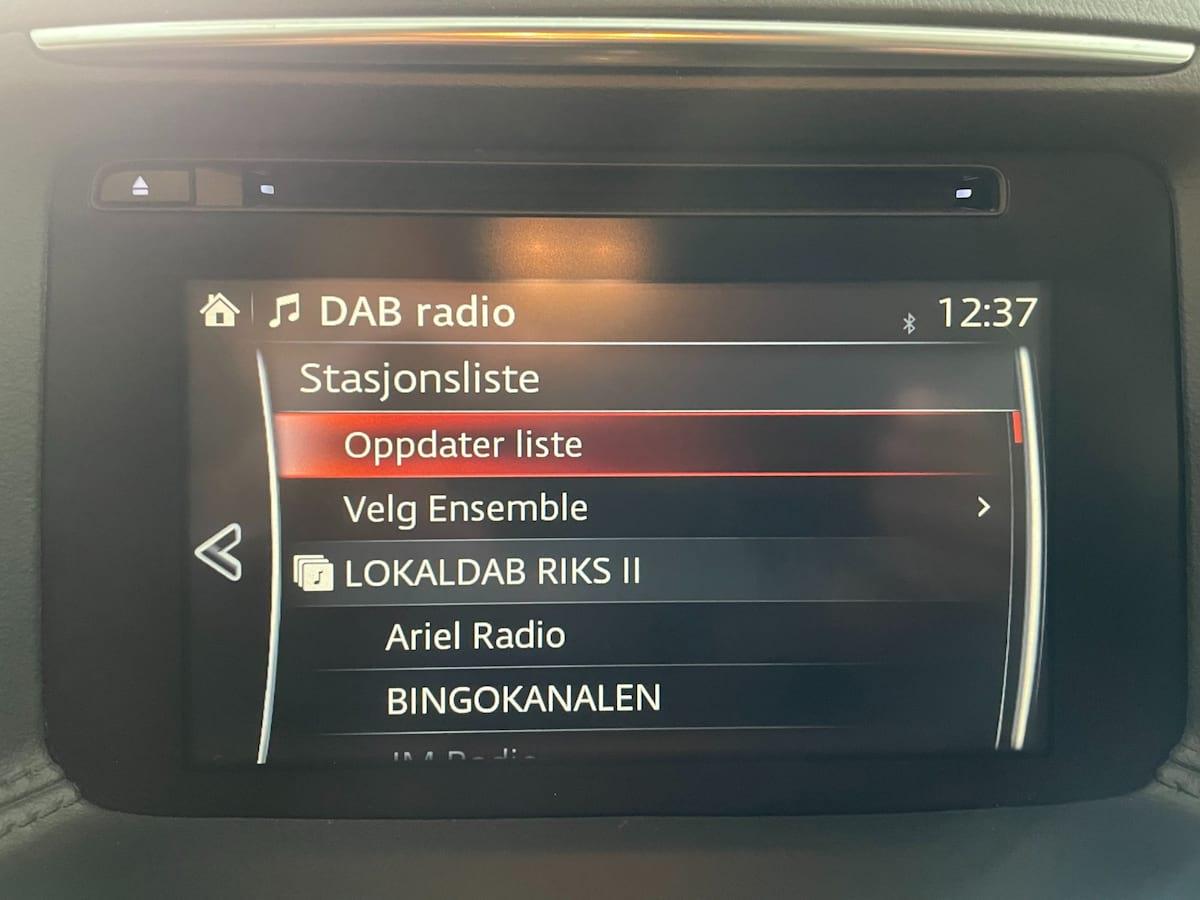 DAB radio
12:37
Stasjonsliste
Oppdater liste
Velg Ensemble
LOKALDAB RIKS II
Ariel Radio
BINGOKANALEN